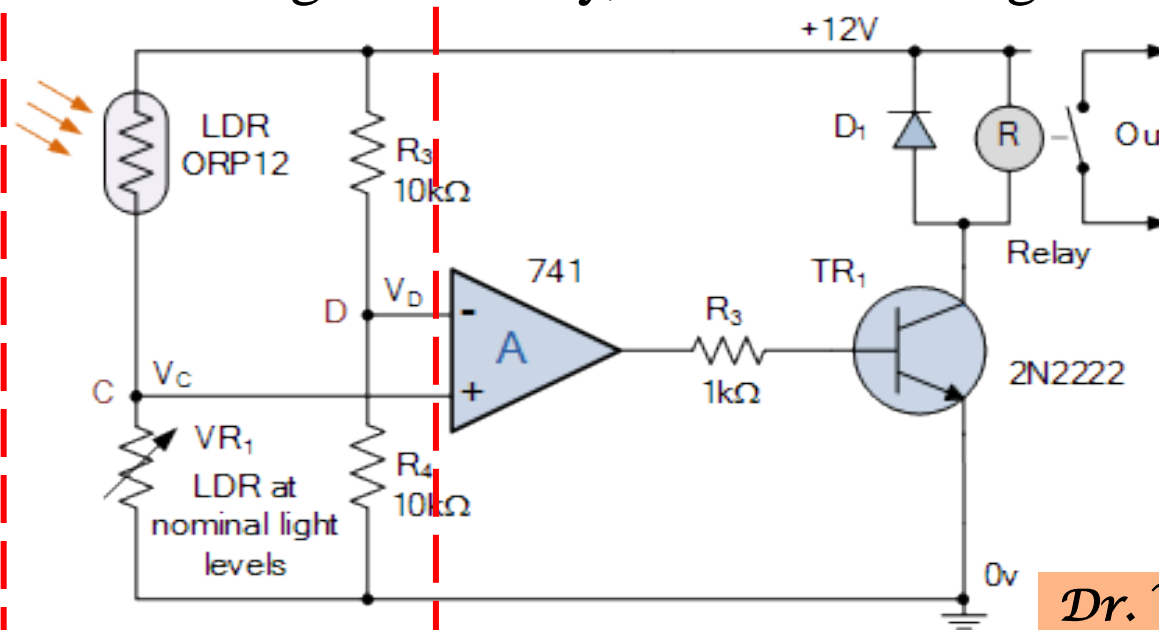 +12V
LDR
ORP12
R3
10kΩ
D1
R
Relay
741
D
VD
-
A
+
C
VC
R3
1kΩ
TR1
2N2222
VR1
LDR at
nominal light
levels
R4
10kΩ
0v
Dr.